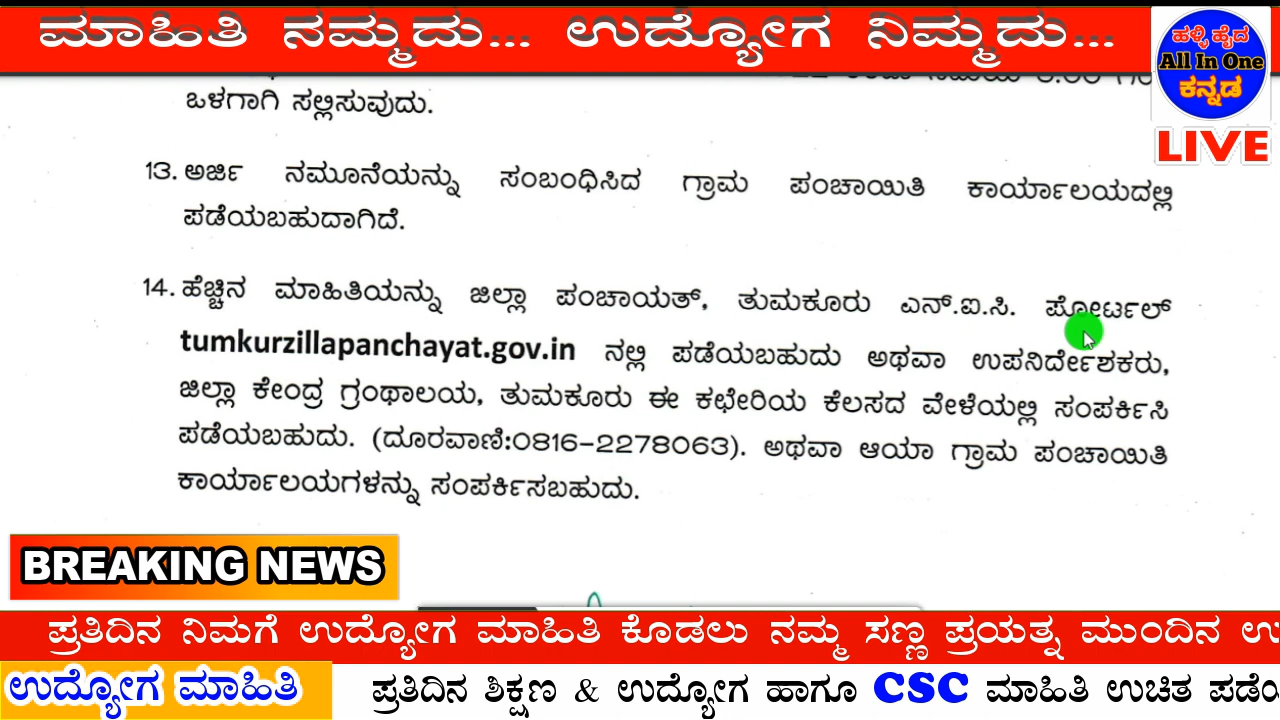 ಮಾಹಿತಿ ನಮ್ಮದು... ಉದ್ಯೋಗ ನಿಮ್ಮದು...
ಹಳ್ಳಿ ಹೈದ
All In One
ಕನ್ನಡ
LIVE
ಒಳಗಾಗಿ ಸಲ್ಲಿಸುವುದು.
13. ಅರ್ಜಿ ನಮೂನೆಯನ್ನು ಸಂಬಂಧಿಸಿದ ಗ್ರಾಮ ಪಂಚಾಯಿತಿ ಕಾರ್ಯಾಲಯದಲ್ಲಿ
ಪಡೆಯಬಹುದಾಗಿದೆ.
14. ಹೆಚ್ಚಿನ ಮಾಹಿತಿಯನ್ನು ಜಿಲ್ಲಾ ಪಂಚಾಯತ್, ತುಮಕೂರು ಎನ್.ಐ.ಸಿ. ಪೋರ್ಟಲ್
tumkurzillapanchayat.gov.in ನಲ್ಲಿ ಪಡೆಯಬಹುದು ಅಥವಾ ಉಪನಿರ್ದೇಶಕರು,
ಜಿಲ್ಲಾ ಕೇಂದ್ರ ಗ್ರಂಥಾಲಯ, ತುಮಕೂರು ಈ ಕಛೇರಿಯ ಕೆಲಸದ ವೇಳೆಯಲ್ಲಿ ಸಂಪರ್ಕಿಸಿ
ಪಡೆಯಬಹುದು. (ದೂರವಾಣಿ:0816-2278063). ಅಥವಾ ಆಯಾ ಗ್ರಾಮ ಪಂಚಾಯಿತಿ
ಕಾರ್ಯಾಲಯಗಳನ್ನು ಸಂಪರ್ಕಿಸಬಹುದು.
BREAKING NEWS
ಪ್ರತಿದಿನ ನಿಮಗೆ ಉದ್ಯೋಗ ಮಾಹಿತಿ ಕೊಡಲು ನಮ್ಮ ಸಣ್ಣ ಪ್ರಯತ್ನ ಮುಂದಿನ
ಉದ್ಯೋಗ ಮಾಹಿತಿ
ಪ್ರತಿದಿನ ಶಿಕ್ಷಣ & ಉದ್ಯೋಗ ಹಾಗೂ CSC ಮಾಹಿತಿ ಉಚಿತ